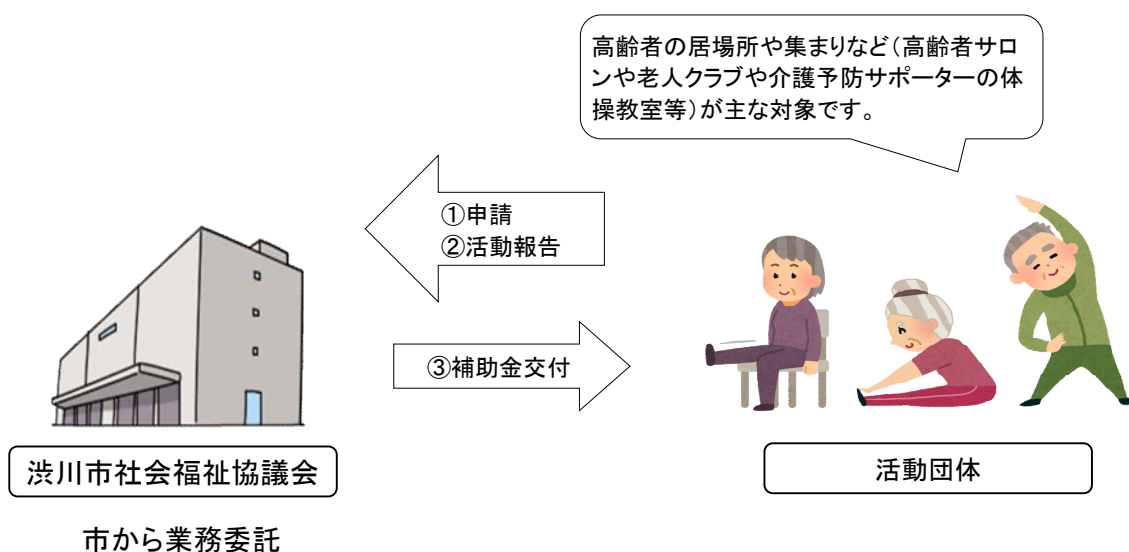 高齢者の居場所や集まりなど（高齢者サロ
ンや老人クラブや介護予防サポーターの体
操教室等）が主な対象です。
①申請
②活動報告
③補助金交付
渋川市社会福祉協議会
活動団体
市から業務委託